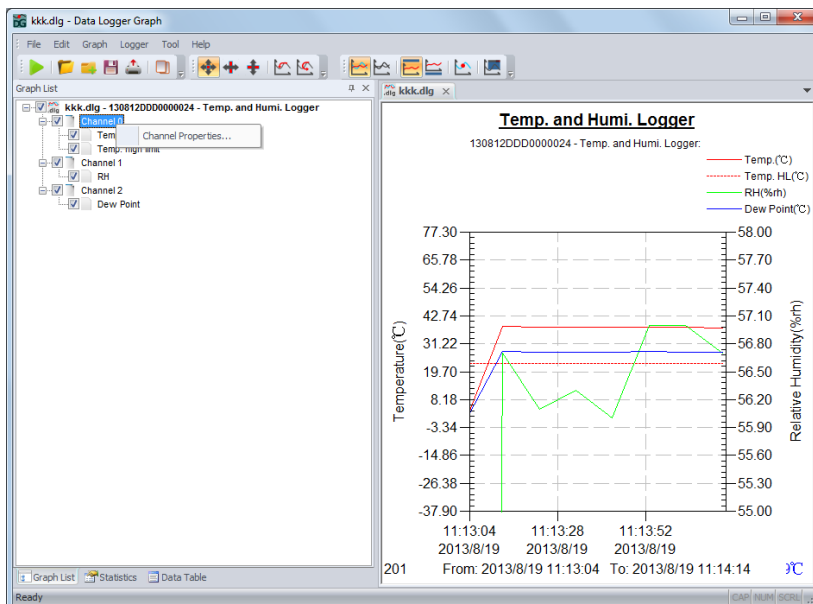 kkk.dlg - Data Logger Graph
File Edit Graph Logger Tool Help
Graph List
kkk.dlg - 130812DDD0000024 - Temp. and Humi. Logger
Channel 0
Channel Properties...
Temp. high limit
Channel 1
RH
Channel 2
Dew Point
Graph List Statistics Data Table
Ready
kkk.dlg
Temp. and Humi. Logger
130812DDD0000024 - Temp. and Humi. Logger:
Temp.(℃)
Temp. HL(℃)
RH(%rh)
Dew Point(℃)
77.30 58.00
65.78 57.70
54.26 57.40
42.74 57.10
31.22 56.80
19.70 56.50
8.18 56.20
-3.34 55.90
-14.86 55.60
-26.38 55.30
-37.90 55.00
Temperature(℃)
Relative Humidity(%rh)
11:13:04 11:13:28 11:13:52
2013/8/19 2013/8/19 2013/8/19
201 From: 2013/8/19 11:13:04 To: 2013/8/19 11:14:14 9℃
CAP NUM SCRL